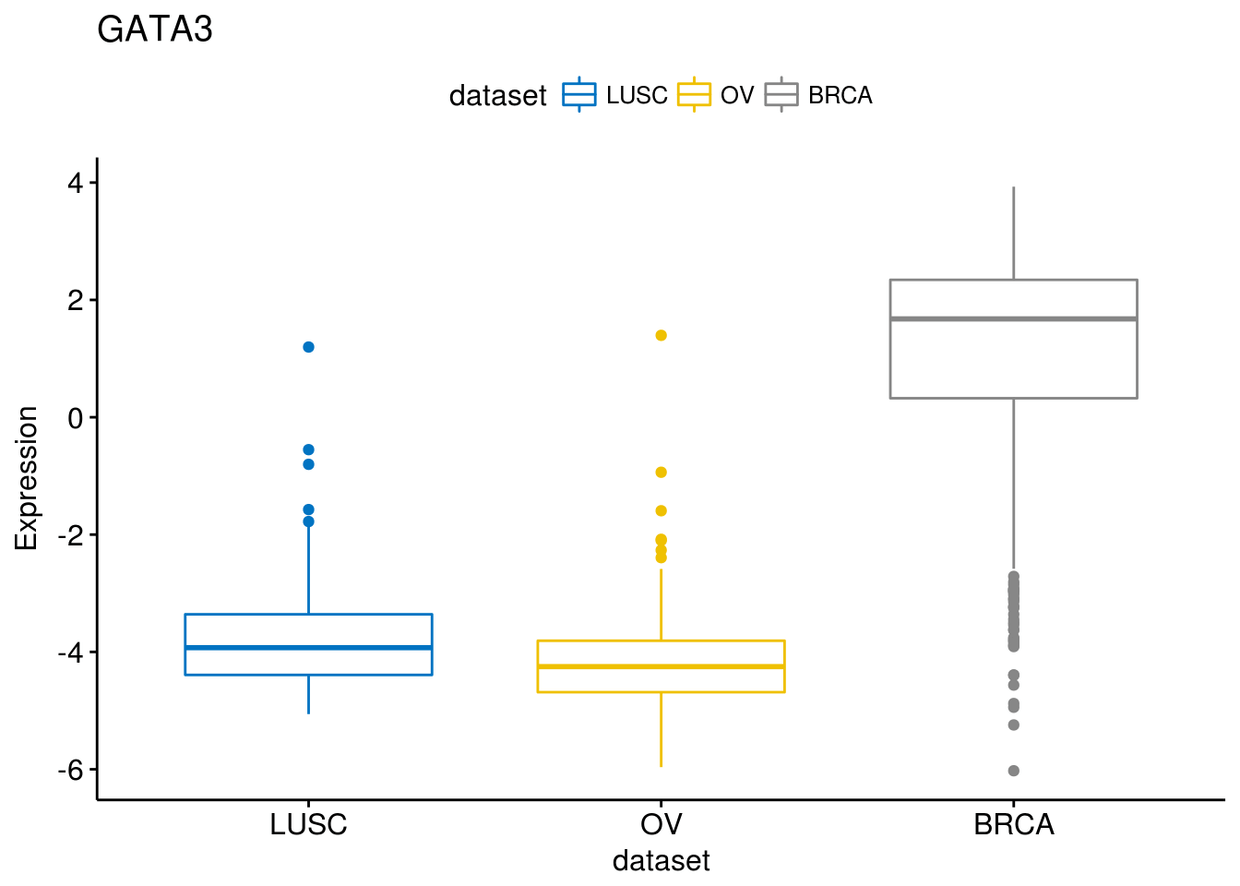 GATA3
dataset LUSC OV BRCA
4
2
0
-2
-4
-6
Expression
LUSC OV BRCA
dataset